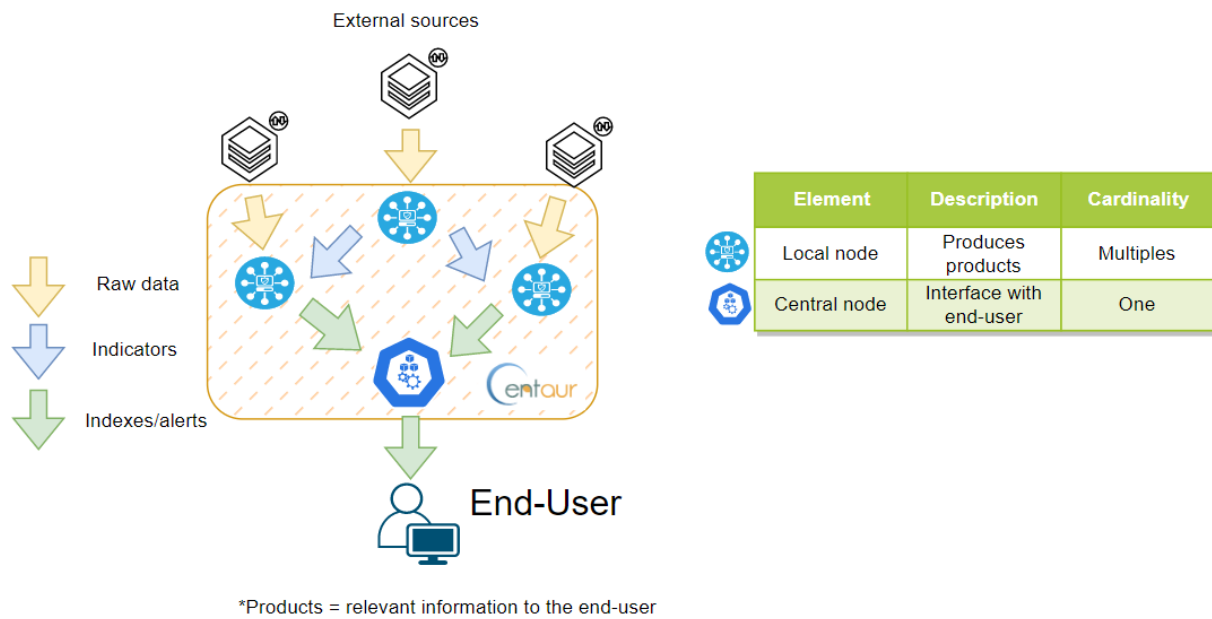 External sources
Raw data
Indicators
Indexes/alerts
Centaur
End-User
*Products = relevant information to the end-user
Element Description Cardinality
Local node Produces products Multiples
Central node Interface with end-user One